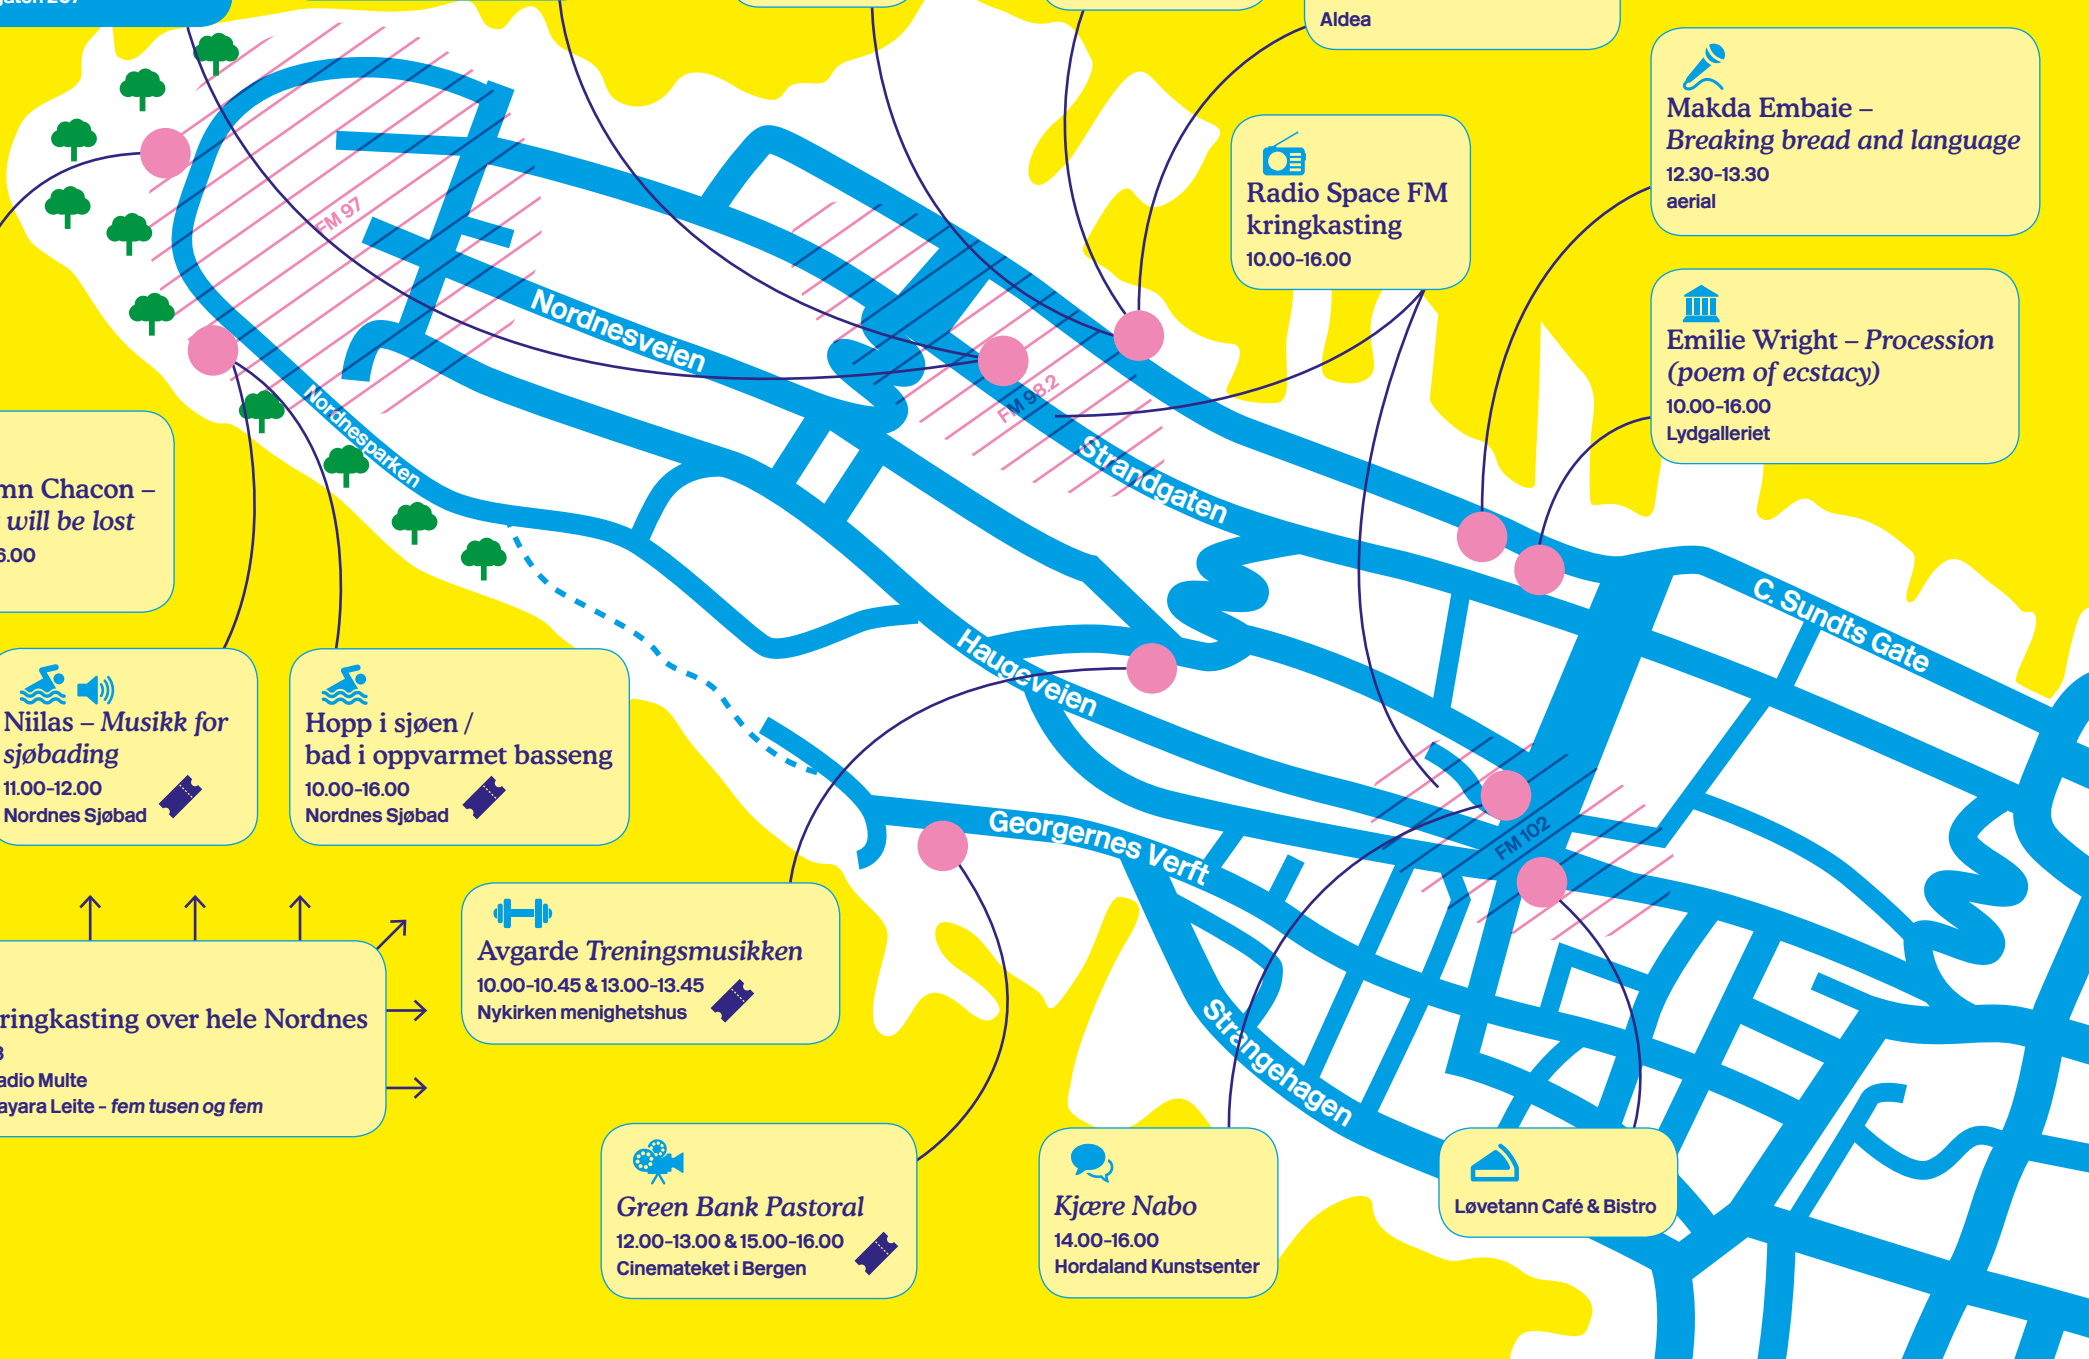 Aldea
Makda Embaie –
Breaking bread and language
12.30–13.30
aerial
Radio Space FM
kringkasting
10.00–16.00
Emilie Wright – Procession
(poem of ecstacy)
10.00–16.00
Lydgalleriet
FM 97
Nordnesveien
Nordnesparken
FM 98.2
Strandgaten
C. Sundts Gate
Haugeveien
Georgernes Verft
FM 102
Strangehagen
mn Chacon –
will be lost
6.00
Niilas – Musikk for
sjøbading
11.00–12.00
Nordnes Sjøbad
Hopp i sjøen /
bad i oppvarmet basseng
10.00–16.00
Nordnes Sjøbad
Avgarde Treningsmusikken
10.00–10.45 & 13.00–13.45
Nykirken menighetshus
ringkasting over hele Nordnes
adio Multe
ayara Leite – fem tusen og fem
Green Bank Pastoral
12.00–13.00 & 15.00–16.00
Cinemateket i Bergen
Kjære Nabo
14.00–16.00
Hordaland Kunstsenter
Løvetann Café & Bistro